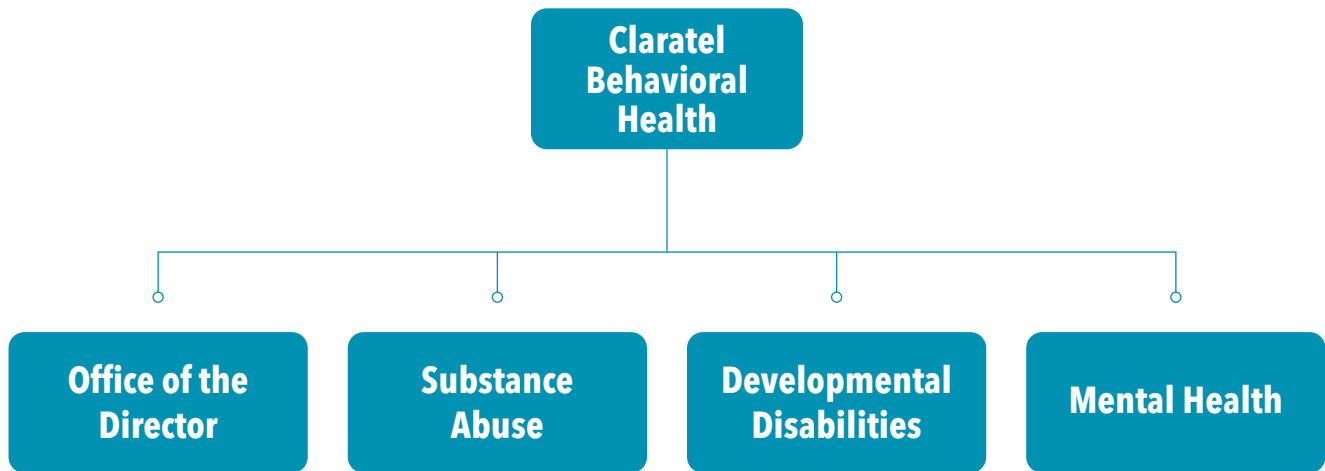 Claratel
Behavioral
Health
Office of the
Director
Substance
Abuse
Developmental
Disabilities
Mental Health